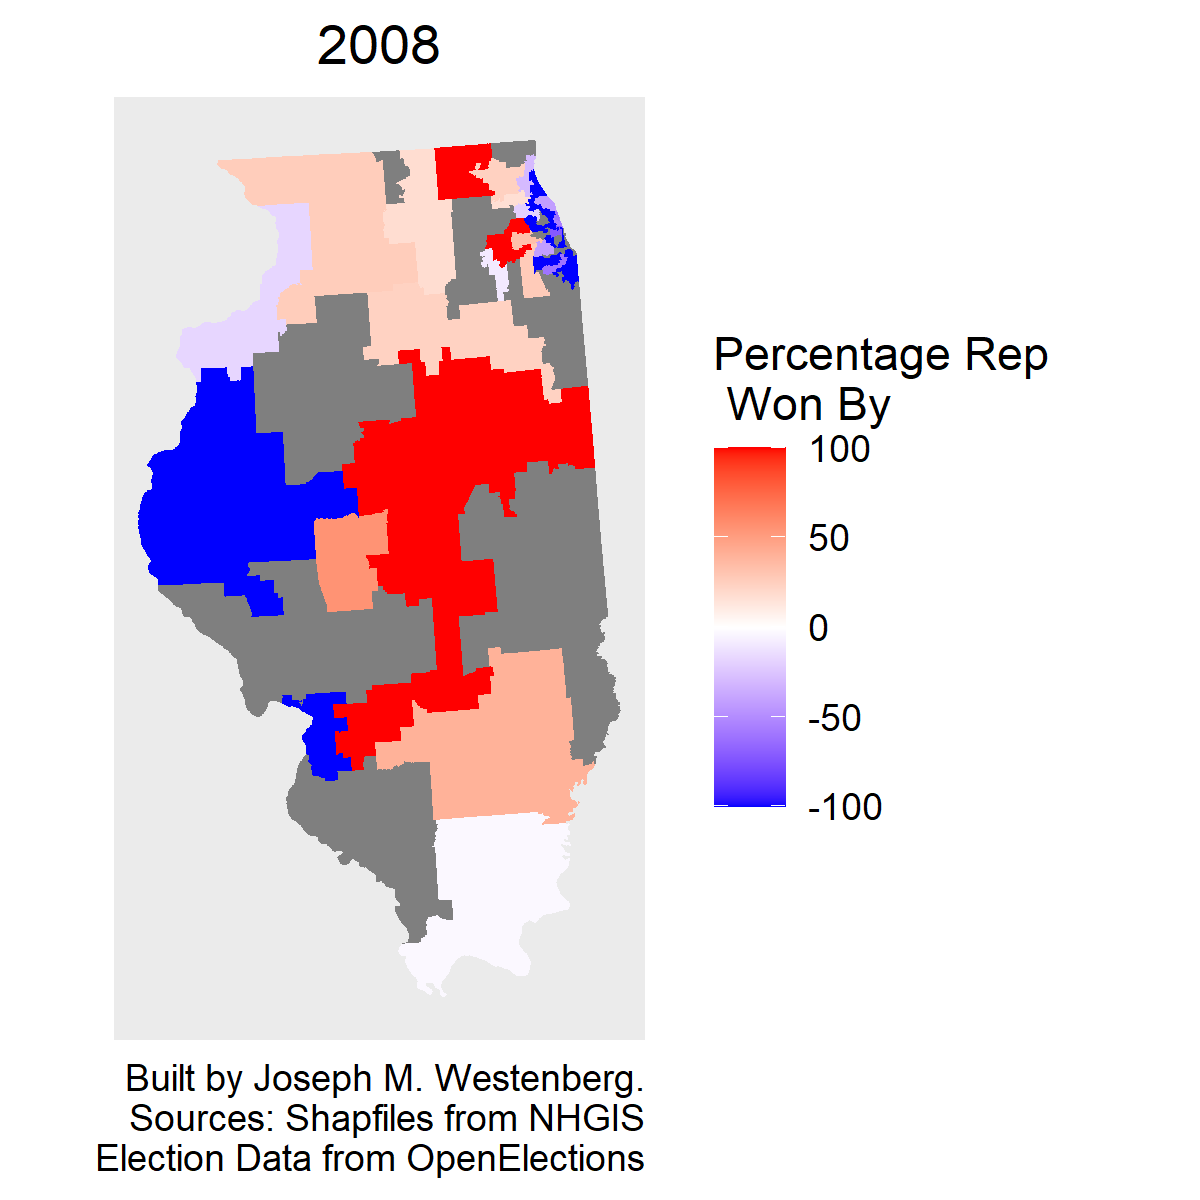 2008
Percentage Rep
Won By
100
50
0
-50
-100
Built by Joseph M. Westenberg.
Sources: Shapfiles from NHGIS
Election Data from OpenElections